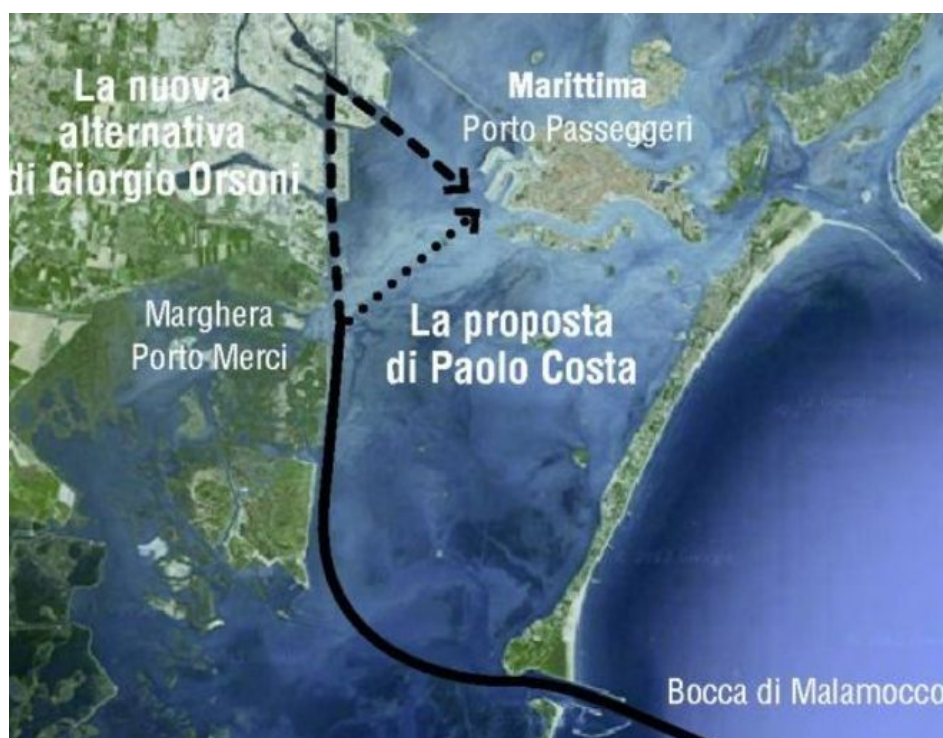 La nuova
alternativa
di Giorgio Orsoni
Marittima
Porto Passeggeri
Marghera
Porto Merci
La proposta
di Paolo Costa
Bocca di Malamocco